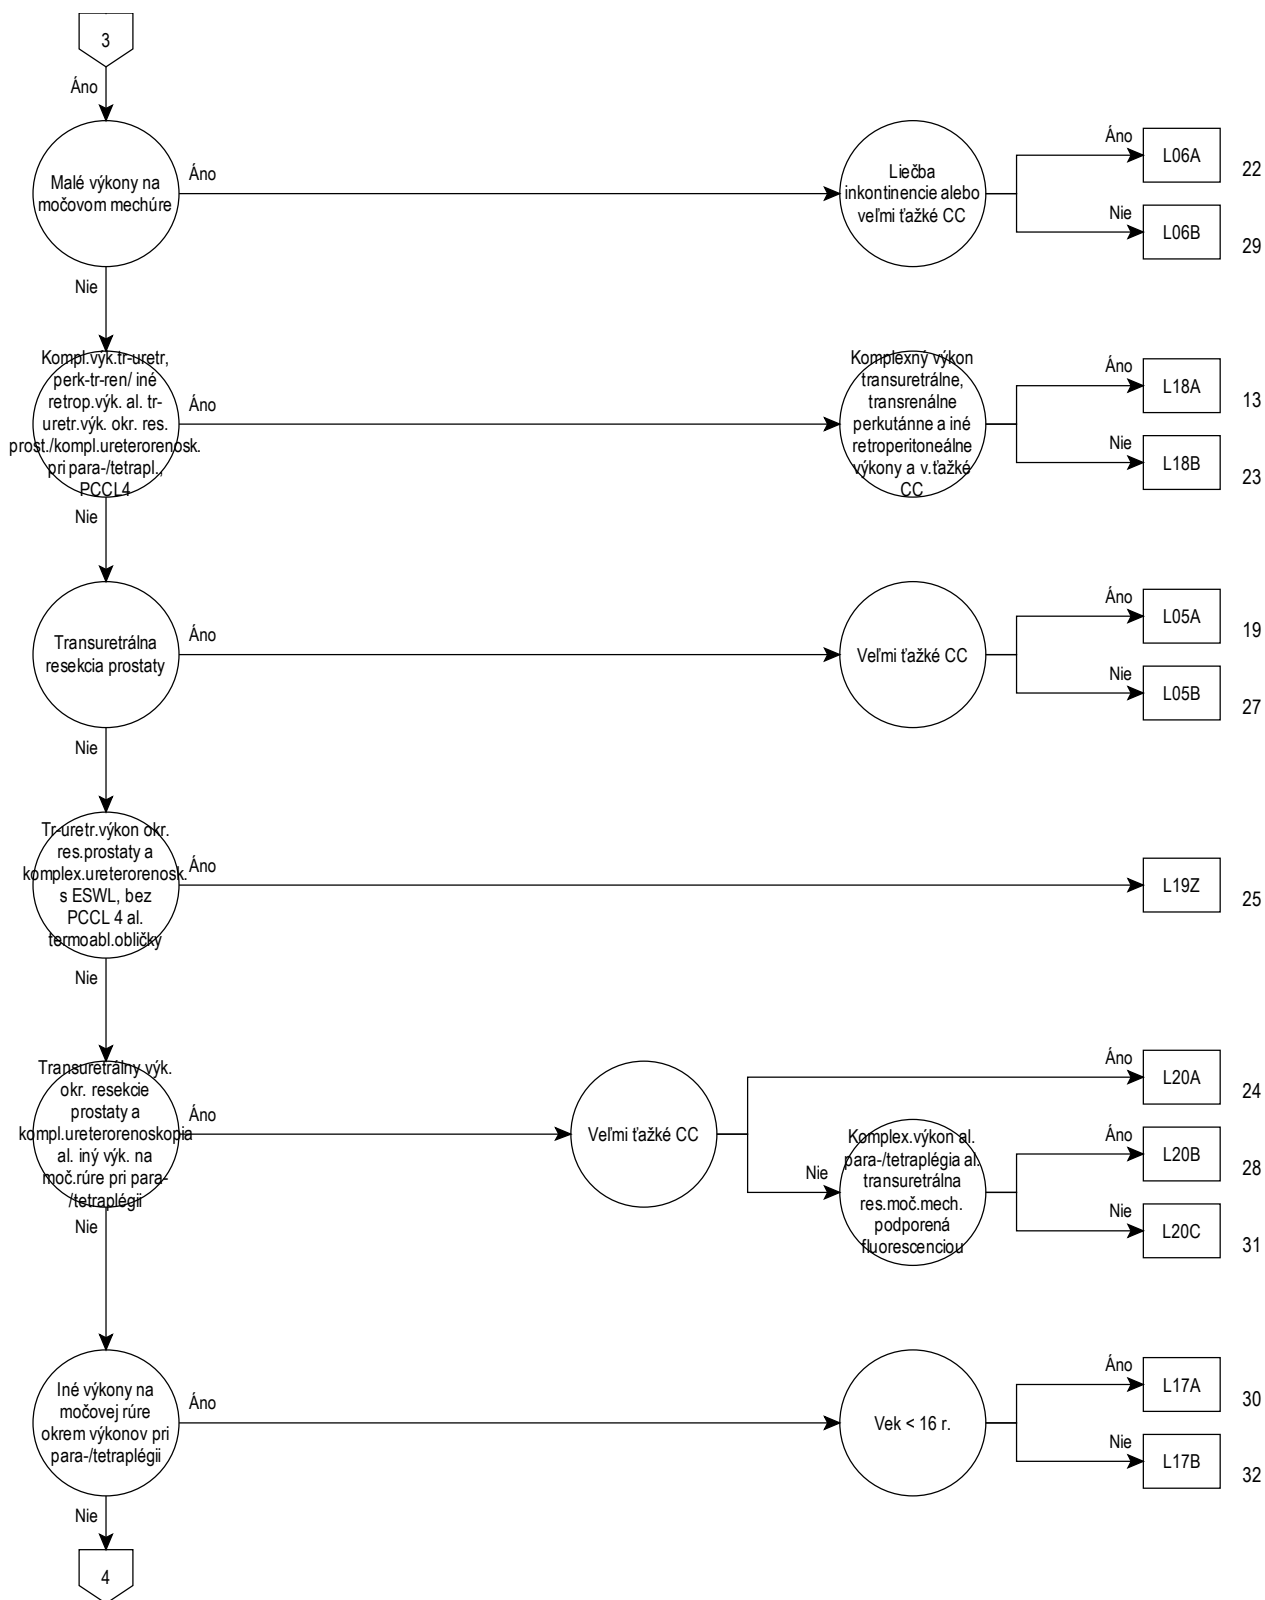 3
Áno
Malé výkony na
močovom mechúre
Áno
Liečba
inkontinencie alebo
veľmi ťažké CC
Áno
L06A
22
Nie
L06B
29
Nie
Kompl.výk.tr-uretr,
perk-tr-ren/ iné
retrop.výk. al. tr-
uretr.výk. okr. res.
prost./kompl.ureterorenosk.
pri para-/tetrapl.,
PCCL4
Áno
Komplexný výkon
transuretrálne,
transrenálne
perkutánne a iné
retroperitoneálne
výkony a v.ťažké
CC
Áno
L18A
13
Nie
L18B
23
Nie
Transuretrálna
resekcia prostaty
Áno
Veľmi ťažké CC
Áno
L05A
19
Nie
L05B
27
Nie
Tr-uretr.výkon okr.
res.prostaty a
komplex.ureterorenosk.
s ESWL, bez
PCCL 4 al.
termoabl.obličky
Áno
L19Z
25
Nie
Transuretrálny výk.
okr. resekcie
prostaty a
kompl.ureterorenoskopia
al. iný výk. na
moč.rúre pri para-
/tetraplégii
Áno
Veľmi ťažké CC
Áno
L20A
24
Nie
Komplex.výkon al.
para-/tetraplégia al.
transuretrálna
res.moč.mech.
podporená
fluorescenciou
Áno
L20B
28
Nie
L20C
31
Nie
Iné výkony na
močovej rúre
okrem výkonov pri
para-/tetraplégii
Áno
Vek < 16 r.
Áno
L17A
30
Nie
L17B
32
Nie
4